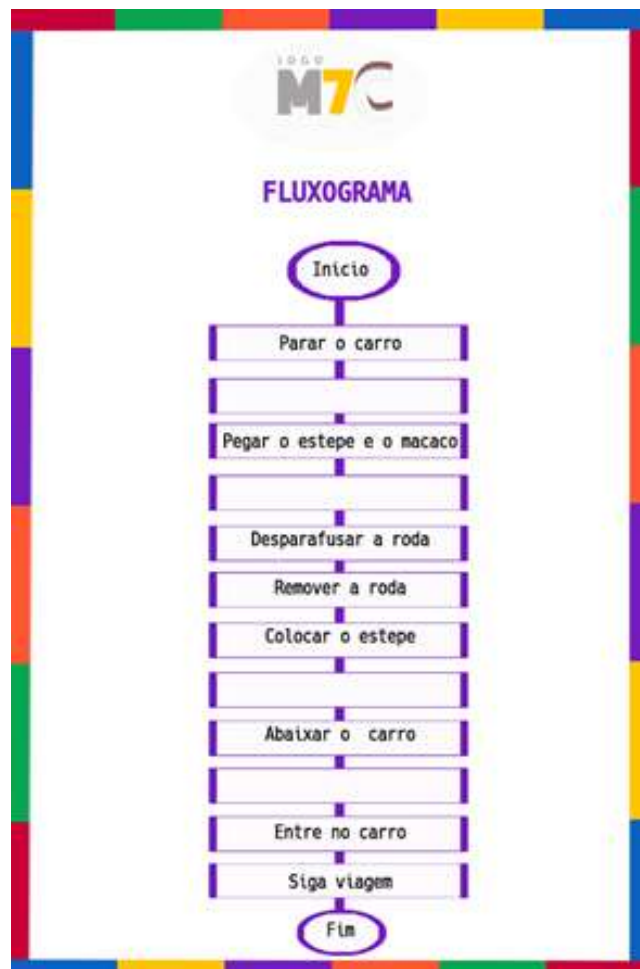 JOGO
M7C
FLUXOGRAMA
Inicio
Parar o carro
Pegar o estepe e o macaco
Desparafusar a roda
Remover a roda
Colocar o estepe
Abaixar o carro
Entre no carro
Siga viagem
Fim